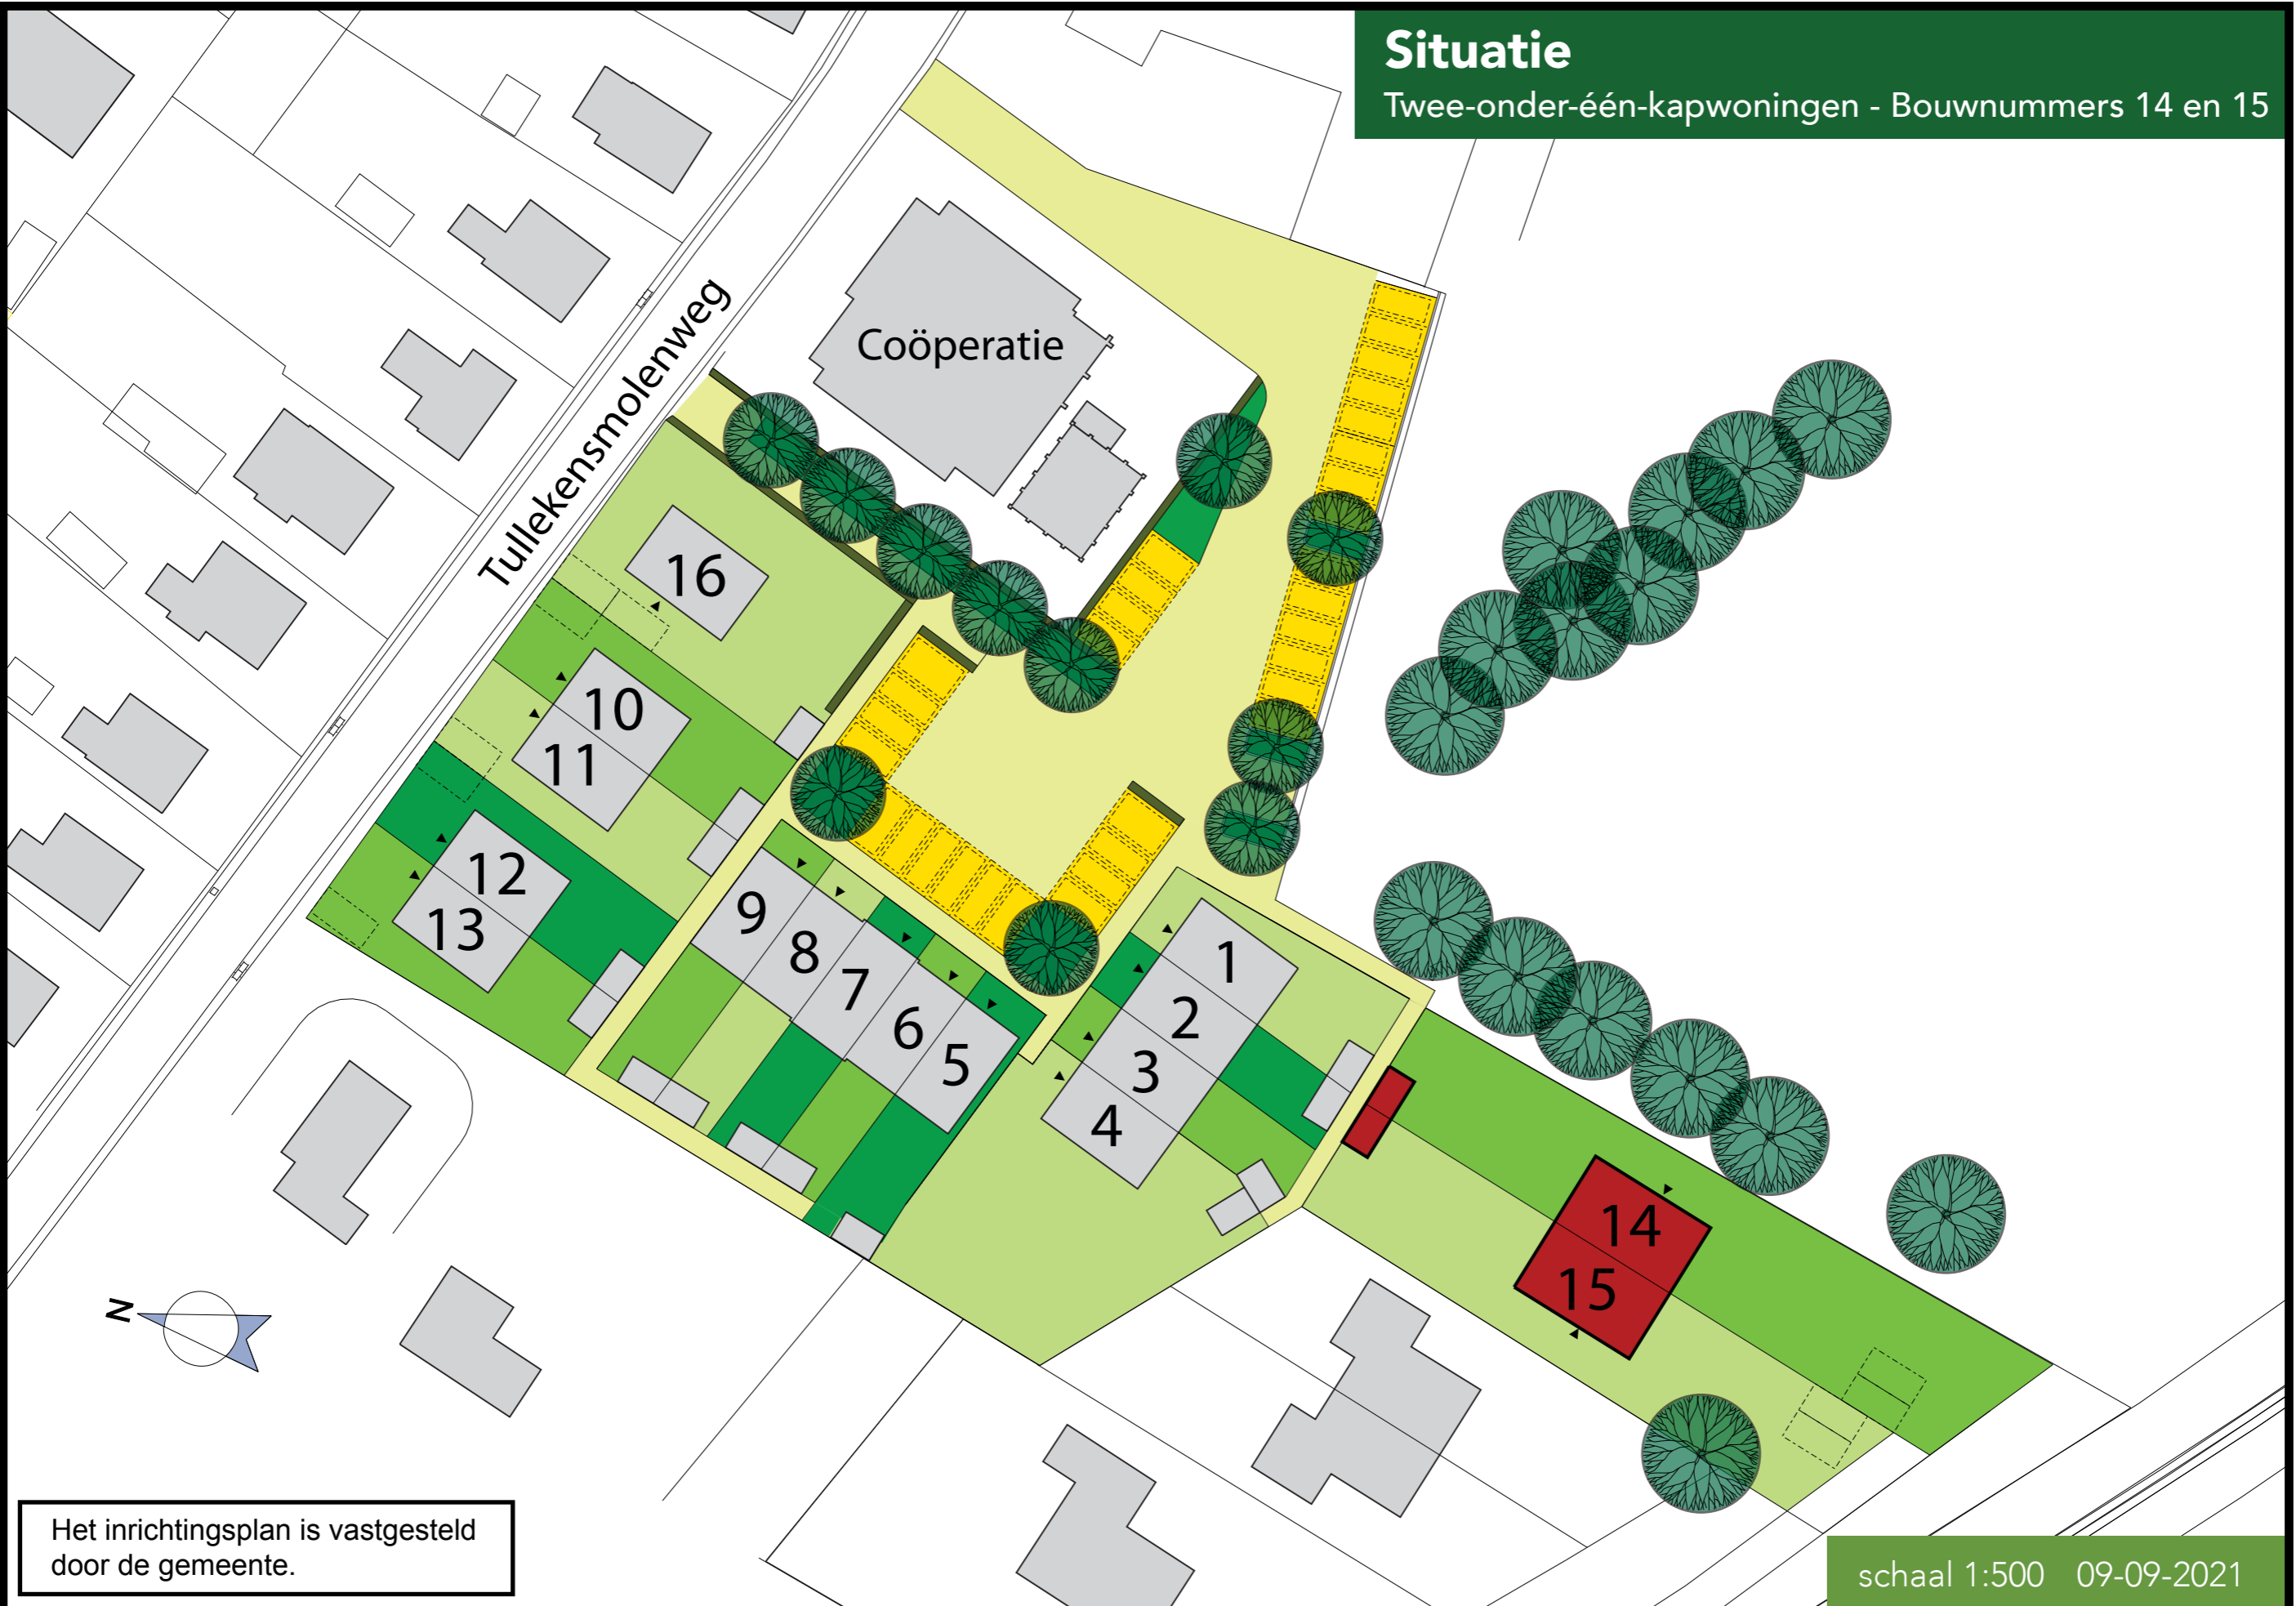 Situatie
Twee-onder-één-kapwoningen - Bouwnummers 14 en 15
Coöperatie
Tullekensmolenweg
16
10
11
12
13
9
8
7
6
5
1
2
3
4
14
15
N
Het inrichtingsplan is vastgesteld
door de gemeente.
schaal 1:500 09-09-2021